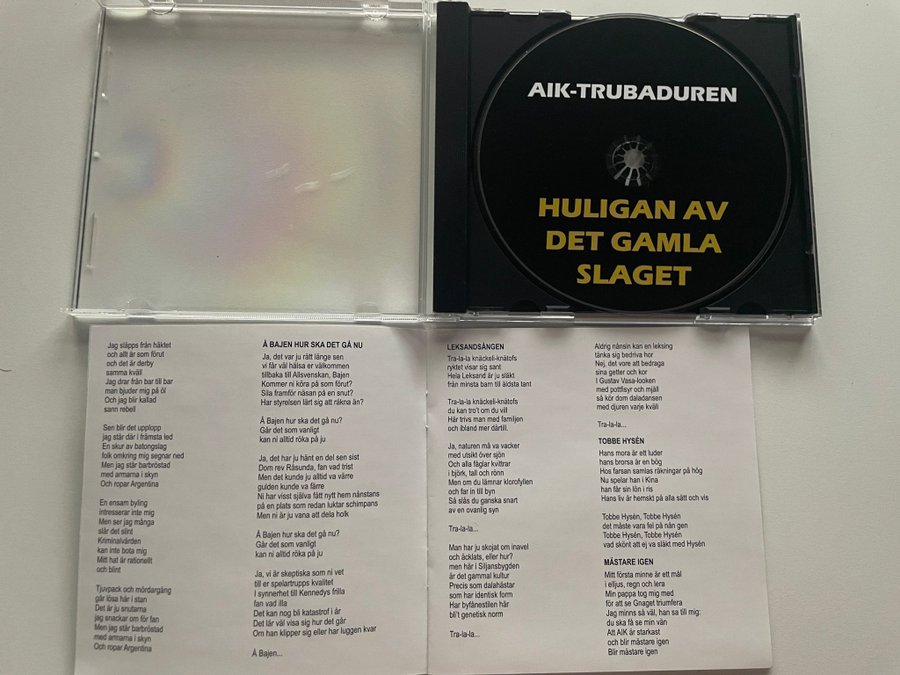 AIK-TRUBADUREN
HULIGAN AV
DET GAMLA
SLAGET
Jag släpps från häktet
och allt är som förut
och det är derby
samma kväll
Jag drar från bar till bar
man bjuder mig på öl
Och jag blir kallad
sann rebell
Sen blir det upplopp
jag står där i främsta led
En skur av batongslag
folk omkring mig segnar ned
Men jag står barbröstad
med armarna i skyn
Och ropar Argentina
En ensam byling
intresserar inte mig
Men ser jag många
slår det slint
Kriminalvården
kan inte bota mig
Mitt hat är rationellt
och blint
Tjuvpack och mördargäng
går lösa här i stan
Det är ju snutarna
jag snackar om för fan
Men jag står barbröstad
med armarna i skyn
Och ropar Argentina
Å BAJEN HUR SKA DET GÅ NU
Ja, det var ju rätt länge sen
vi får väl hälsa er välkommen
tillbaka till Allsvenskan, Bajen
Kommer ni köra på som förut?
Sila framför näsan på en snut?
Har styrelsen lärt sig att räkna än?
Å Bajen hur ska det gå nu?
Går det som vanligt
kan ni alltid röka på ju
Ja sen, det har ju hänt en del sen sist
Dom rev Råsunda, fan vad trist
Men det kunde ju alltid va värre
gulden kunde va färre
Ni har visst själva fått nytt hem nånstans
på en plats som redan luktar schimpans
Men ni är ju vana att dela holk
Å Bajen hur ska det gå nu?
Går det som vanligt
kan ni alltid röka på ju
Ja, vi är skeptiska som ni vet
till er spelartrupps kvalitet
I synnerhet till Kennedys frilla
fan vad illa
Det kan nog bli katastrof i år
Det lär väl visa sig hur det går
Om han klipper sig eller har luggen kvar
Å Bajen...
LEKSANDSÅNGEN
Tra-la-la knäckeli-knätofs
ryktet visar sig sant
Hela Leksand är ju släkt
från minsta barn till äldsta tant
Tra-la-la knäckeli-knätofs
du kan tro't om du vill
Här trivs man med familjen
och ibland mer därtill.
Ja, naturen må va vacker
med utsikt över sjön
Och alla fåglar kvittrar
i björk, tall och rönn
Men om du lämnar klorofyllen
och far in till byn
Så slås du ganska snart
av en ovanlig syn
Tra-la-la...
Man har ju skojat om inavel
och äcklats, eller hur?
men här i Siljansbygden
är det gammal kultur
Precis som dalahästar
som har identisk form
Har byfånestilen här
bli't genetisk norm
Tra-la-la...
Aldrig nånsin kan en leksing
tänka sig bedriva hor
Nej, det vore att bedraga
sina getter och kor
I Gustav Vasa-looken
med pottfisyr och mjäll
så kör dom daladansen
med djuren varje kväll
Tra-la-la...
TOBBE HYSÉN
Hans mora är ett luder
hans brorsa är en bög
Hos farsan samlas räkningar på hög
Nu spelar han i Kina
han får sin lön i ris
Hans liv är hemskt på alla sätt och vis
Tobbe Hysén, Tobbe Hysén
det måste vara fel på nån gen
Tobbe Hysén, Tobbe Hysén
vad skönt att ej va släkt med Hysén
MÄSTARE IGEN
Mitt första minne är ett mål
i elljus, regn och lera
Min pappa tog mig med
för att se Gnaget triumfera
Jag minns så väl, han sa till mig:
du ska få se min vän
Att AIK är starkast
och blir mästare igen
Blir mästare igen